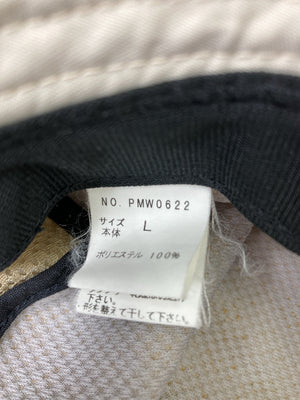 NO. PMW0622
サイズ L
本体
ポリエステル 100%
下さい。
・形を整えて干して下さい。